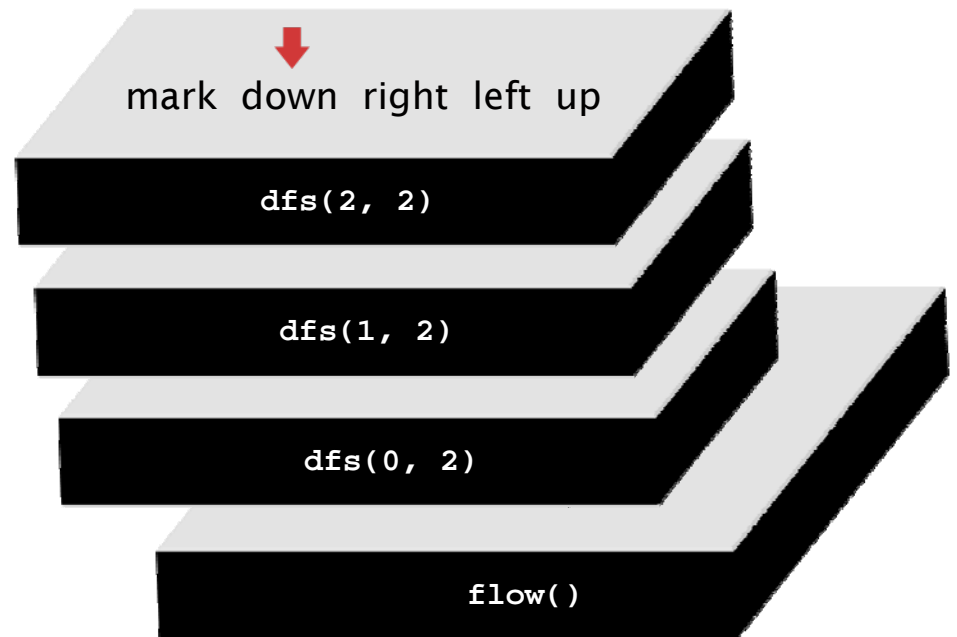 mark down right left up
dfs(2, 2)
dfs(1, 2)
dfs(0, 2)
flow()